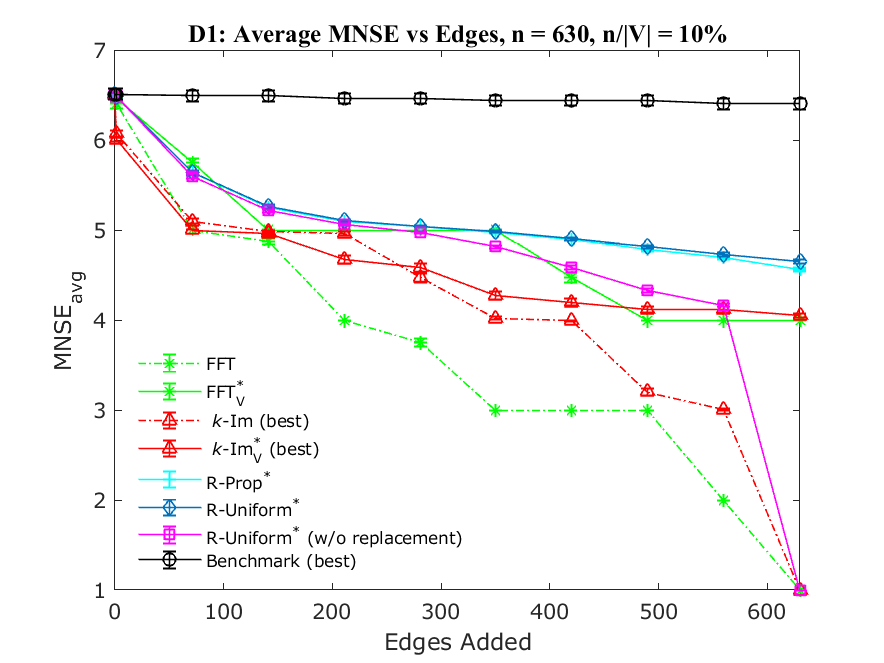 D1: Average MNSE vs Edges, n = 630, n/|V| = 10%
7
6
5
4
3
2
1
MNSE_avg
FFT
FFT*_V
k-Im (best)
k-Im*_V (best)
R-Prop*
R-Uniform*
R-Uniform* (w/o replacement)
Benchmark (best)
0 100 200 300 400 500 600
Edges Added